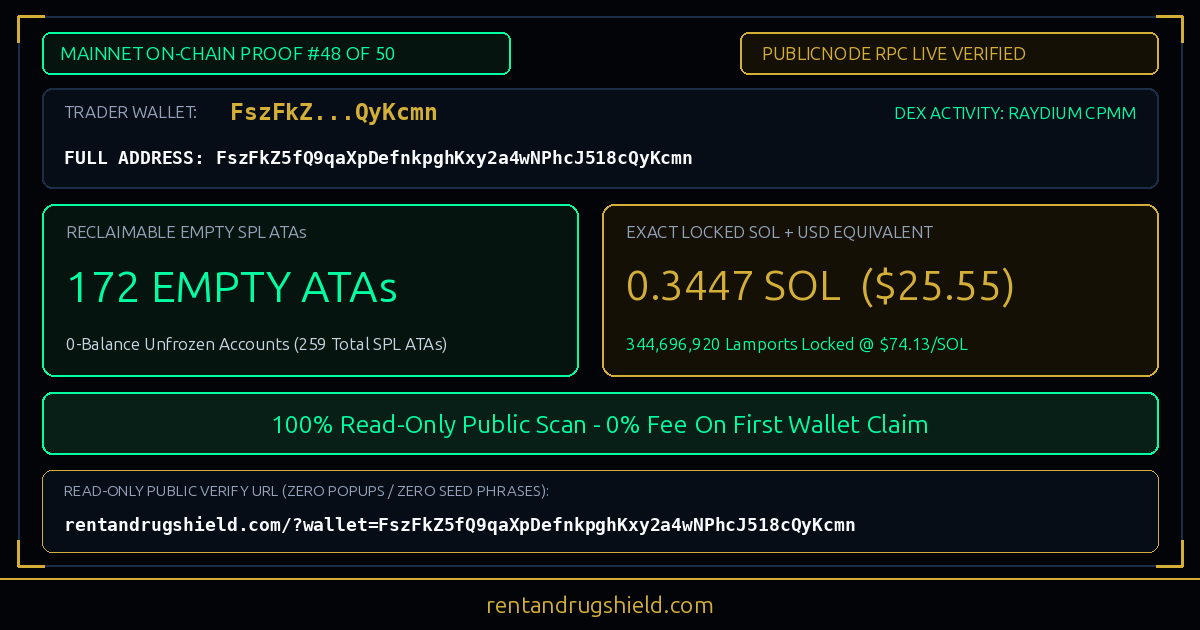 MAINNET ON-CHAIN PROOF #48 OF 50
PUBLICNODE RPC LIVE VERIFIED
TRADER WALLET: FszFkZ...QyKcmn
DEX ACTIVITY: RAYDIUM CPMM
FULL ADDRESS: FszFkZ5fQ9qaXpDefnkpghKxy2a4wNPhcJ518cQyKcmn
RECLAIMABLE EMPTY SPL ATAs
172 EMPTY ATAs
0-Balance Unfrozen Accounts (259 Total SPL ATAs)
EXACT LOCKED SOL + USD EQUIVALENT
0.3447 SOL ($25.55)
344,696,920 Lamports Locked @ $74.13/SOL
100% Read-Only Public Scan - 0% Fee On First Wallet Claim
READ-ONLY PUBLIC VERIFY URL (ZERO POPUPS / ZERO SEED PHRASES):
rentandrugshield.com/?wallet=FszFkZ5fQ9qaXpDefnkpghKxy2a4wNPhcJ518cQyKcmn
rentandrugshield.com